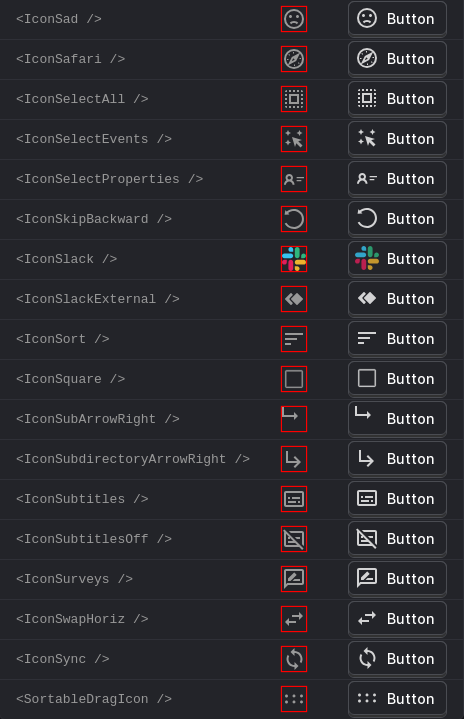 <IconSad /> Button
<IconSafari /> Button
<IconSelectAll /> Button
<IconSelectEvents /> Button
<IconSelectProperties /> Button
<IconSkipBackward /> Button
<IconSlack /> Button
<IconSlackExternal /> Button
<IconSort /> Button
<IconSquare /> Button
<IconSubArrowRight /> Button
<IconSubdirectoryArrowRight /> Button
<IconSubtitles /> Button
<IconSubtitlesOff /> Button
<IconSurveys /> Button
<IconSwapHoriz /> Button
<IconSync /> Button
<SortableDragIcon /> Button